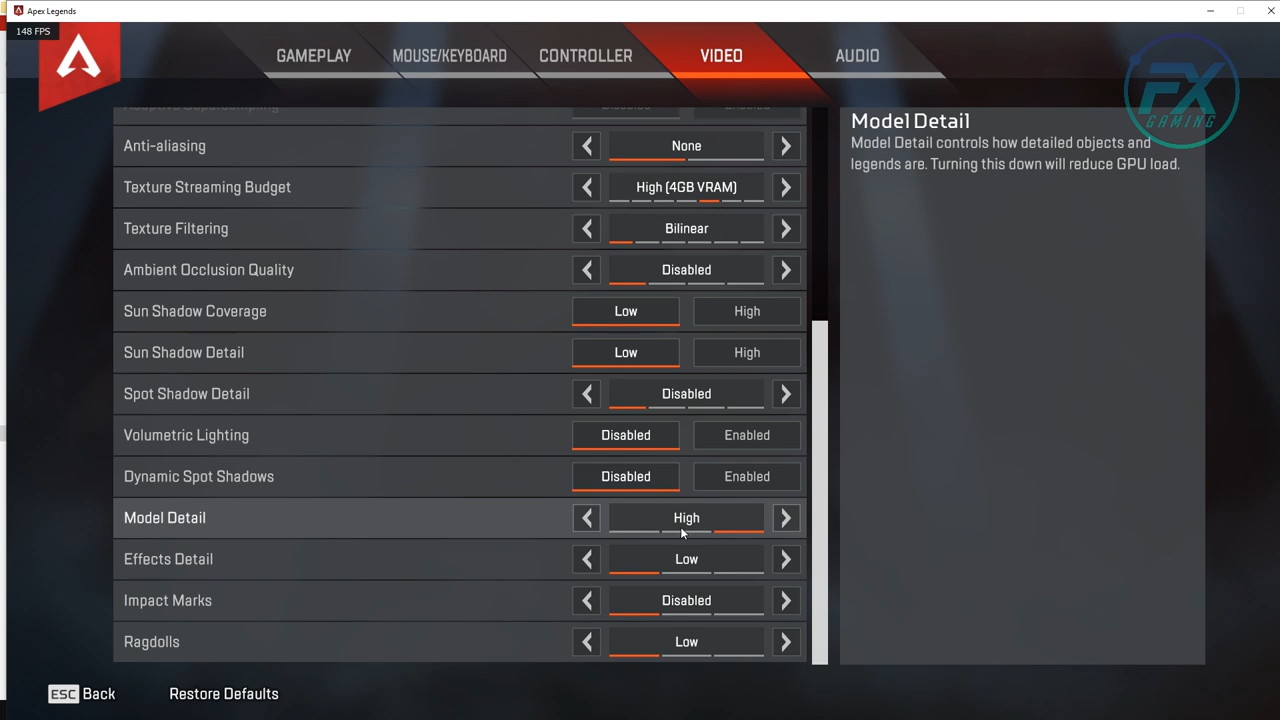 Apex Legends
148 FPS
GAMEPLAY
MOUSE/KEYBOARD
CONTROLLER
VIDEO
AUDIO
FX
GAMING
Adaptive Supersampling
Disabled
Enabled
Anti-aliasing
None
Texture Streaming Budget
High (4GB VRAM)
Texture Filtering
Bilinear
Ambient Occlusion Quality
Disabled
Sun Shadow Coverage
Low
High
Sun Shadow Detail
Low
High
Spot Shadow Detail
Disabled
Volumetric Lighting
Disabled
Enabled
Dynamic Spot Shadows
Disabled
Enabled
Model Detail
High
Effects Detail
Low
Impact Marks
Disabled
Ragdolls
Low
Model Detail
Model Detail controls how detailed objects and
legends are. Turning this down will reduce GPU load.
ESC Back
Restore Defaults